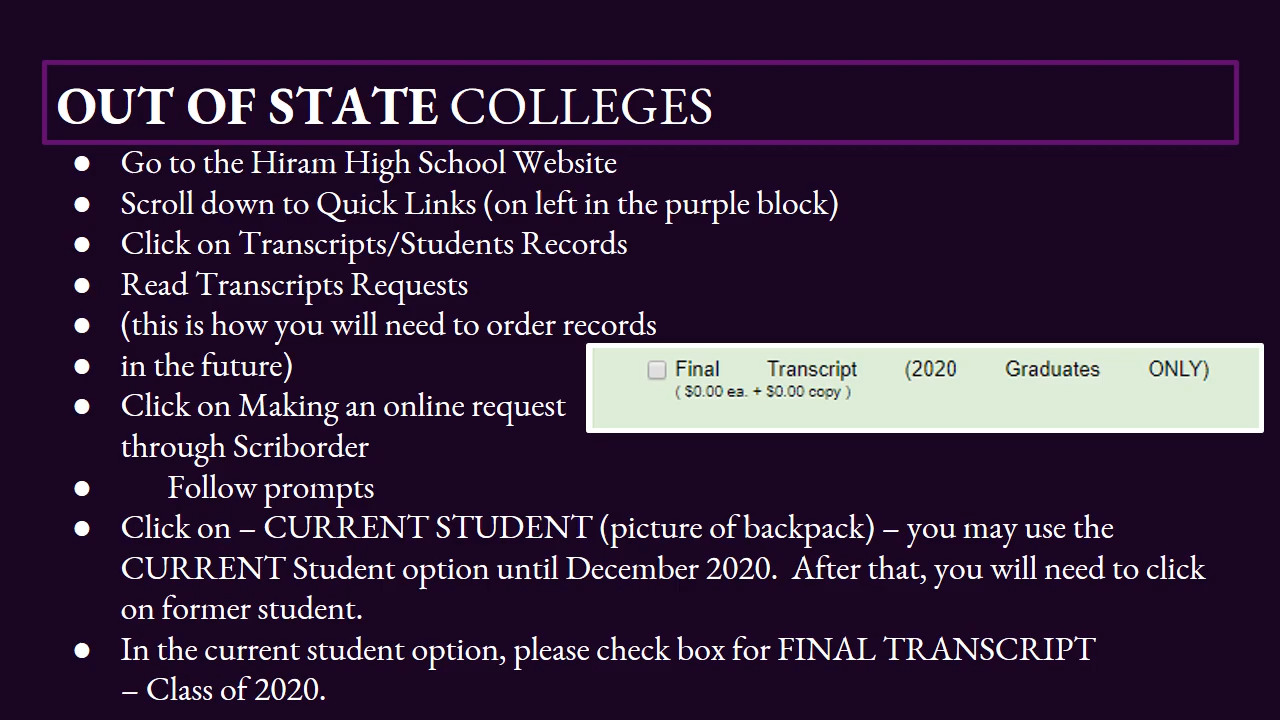 OUT OF STATE COLLEGES
● Go to the Hiram High School Website
● Scroll down to Quick Links (on left in the purple block)
● Click on Transcripts/Students Records
● Read Transcripts Requests
● (this is how you will need to order records
● in the future)
● Click on Making an online request
through Scriborder
● Follow prompts
● Click on – CURRENT STUDENT (picture of backpack) – you may use the
CURRENT Student option until December 2020. After that, you will need to click
on former student.
● In the current student option, please check box for FINAL TRANSCRIPT
– Class of 2020.
Final Transcript (2020 Graduates ONLY)
( $0.00 ea. + $0.00 copy )